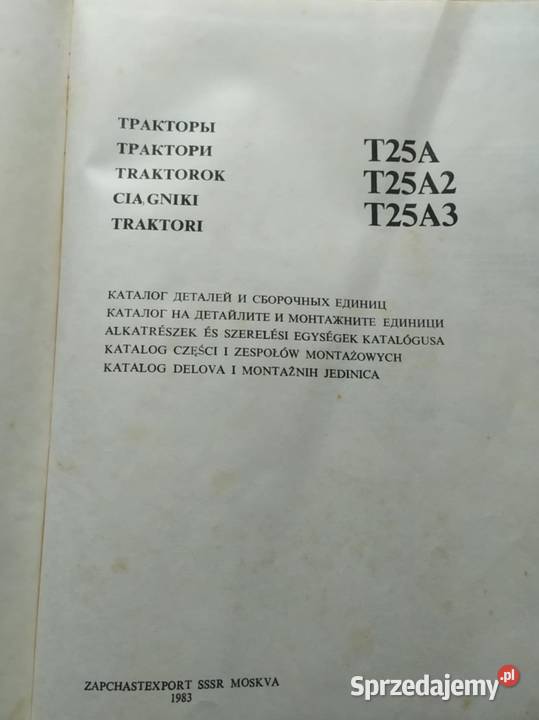 ТРАКТОРЫ
ТРАКТОРИ
TRAKTOROK
CIĄGNIKI
TRAKTORI
T25A
T25A2
T25A3
КАТАЛОГ ДЕТАЛЕЙ И СБОРОЧНЫХ ЕДИНИЦ
КАТАЛОГ НА ДЕТАЙЛИТЕ И МОНТАЖНИТЕ ЕДИНИЦИ
ALKATRÉSZEK ÉS SZERELÉSI EGYSÉGEK KATALÓGUSA
KATALOG CZĘŚCI I ZESPOŁÓW MONTAŻOWYCH
KATALOG DELOVA I MONTAŽNIH JEDINICA
ZAPCHASTEXPORT SSSR MOSKVA
1983
Sprzedajemy.pl